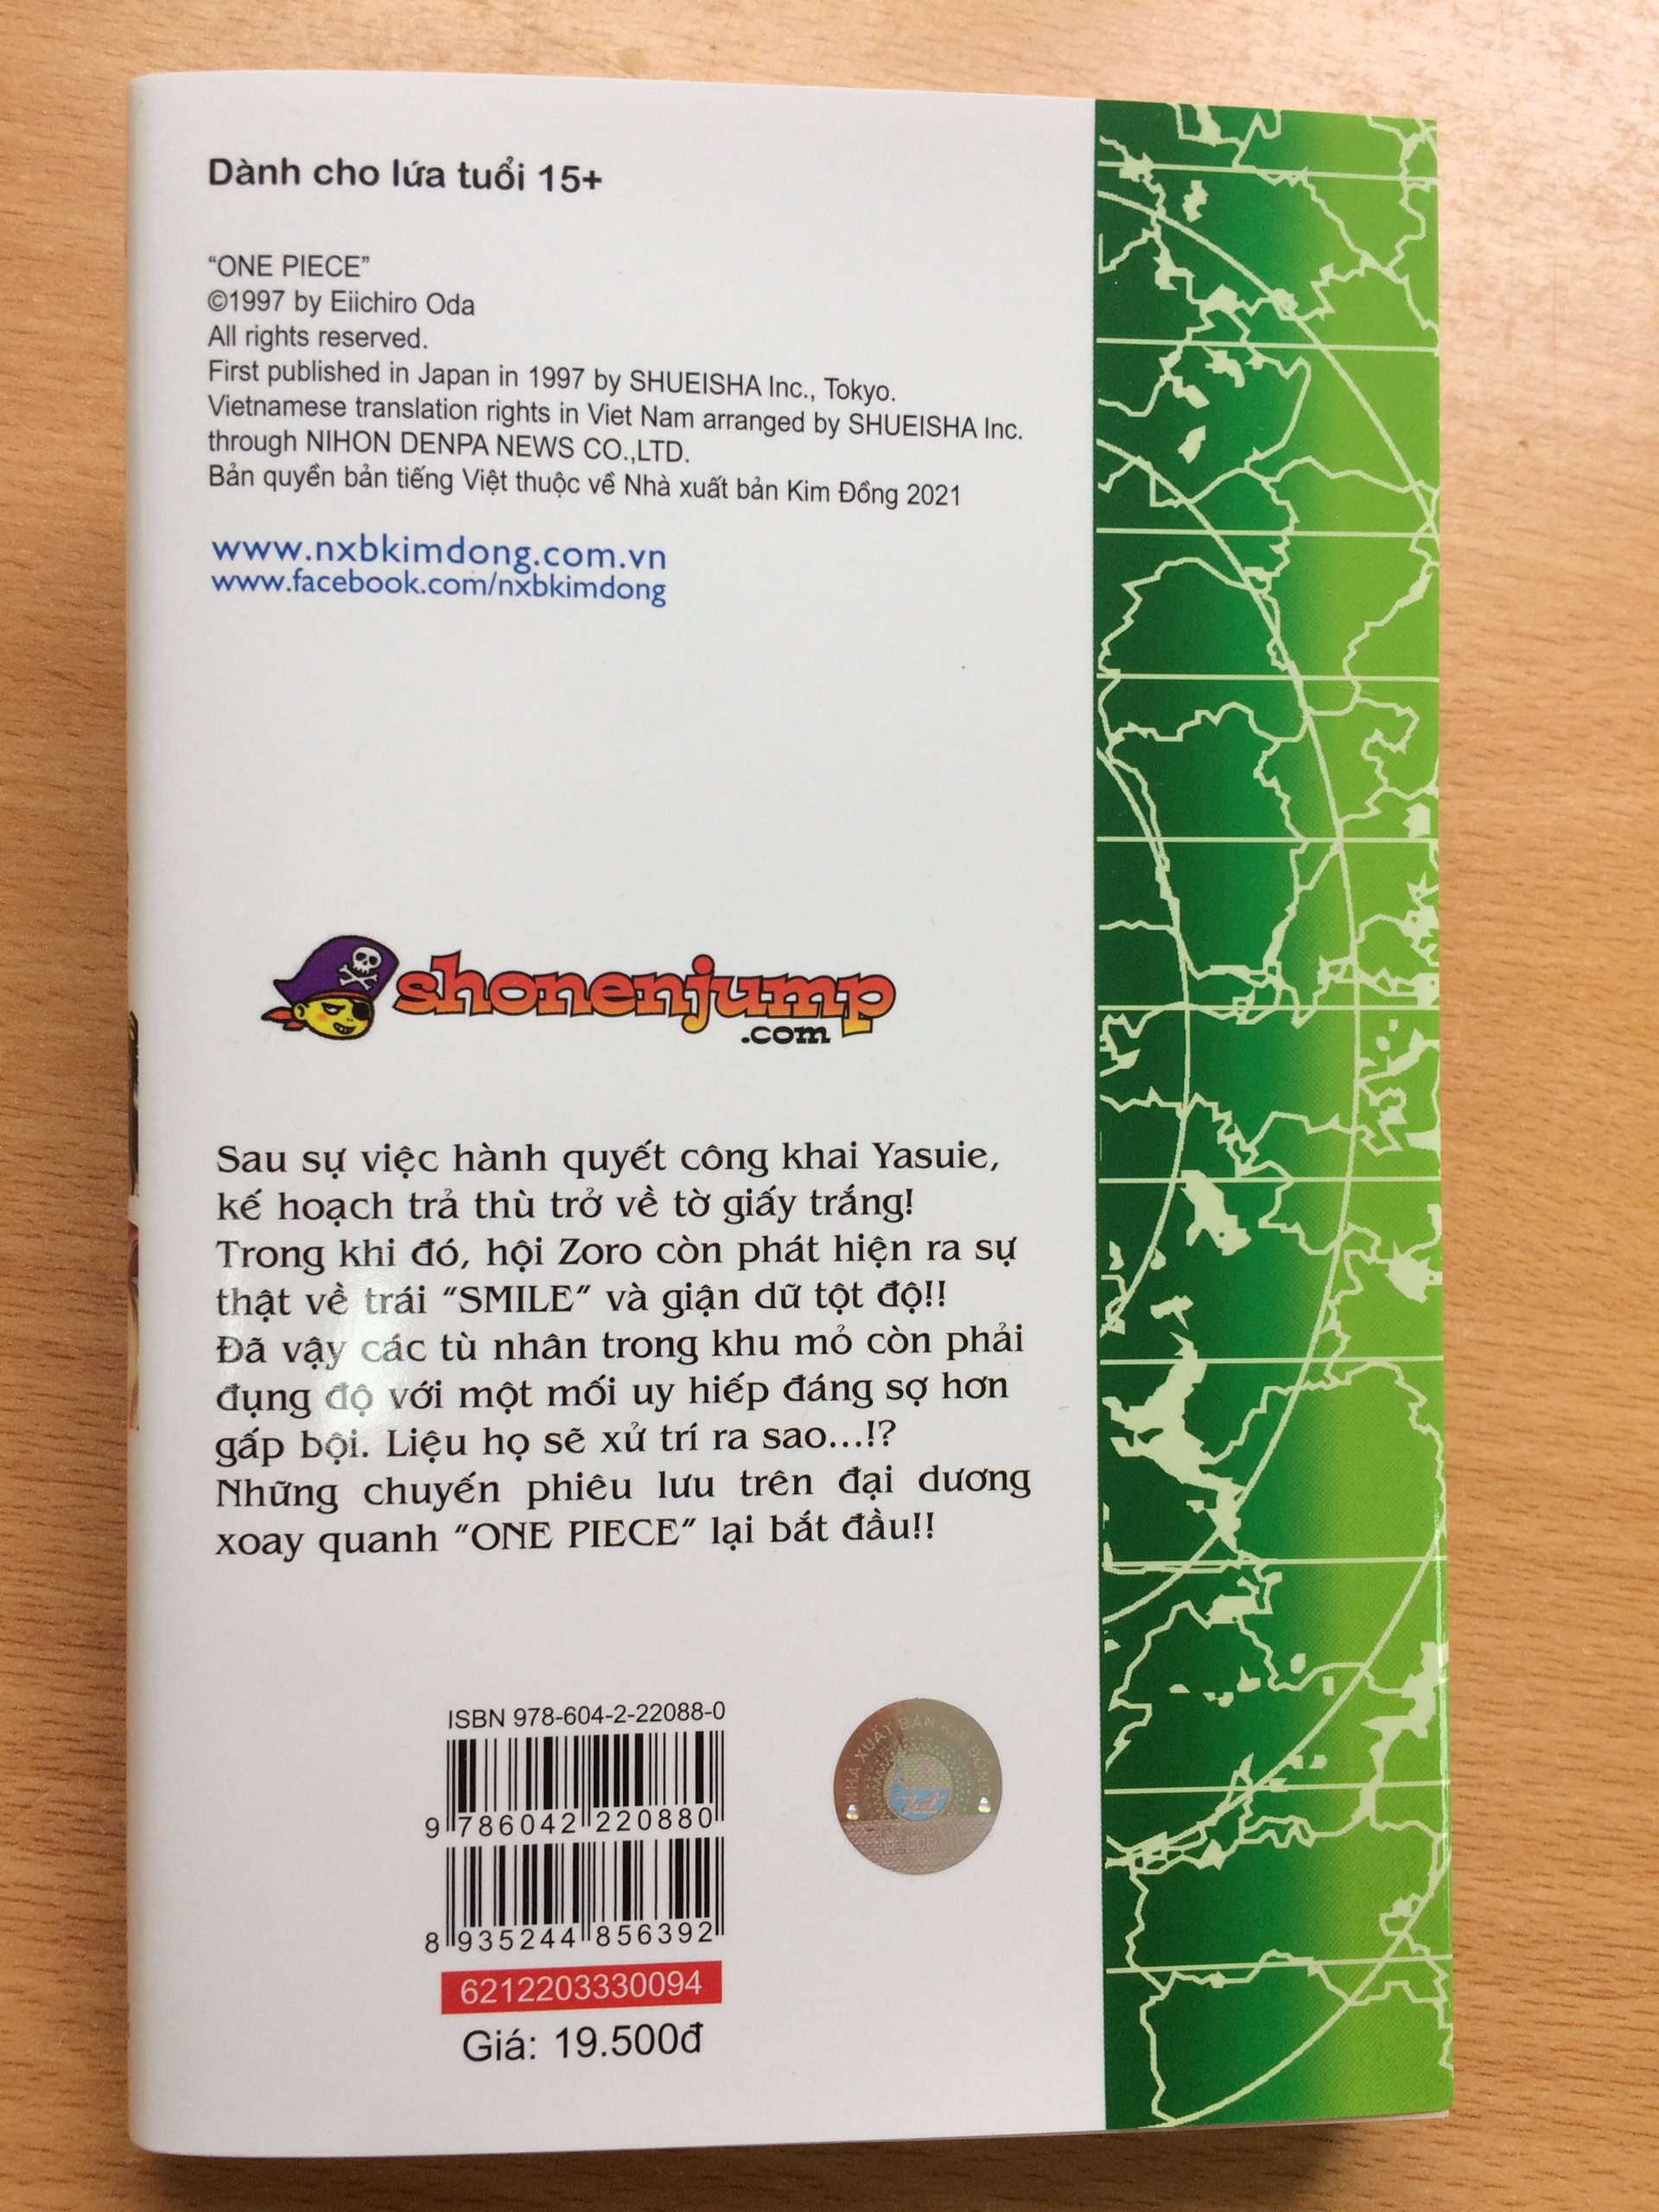 Dành cho lứa tuổi 15+
“ONE PIECE”
©1997 by Eiichiro Oda
All rights reserved.
First published in Japan in 1997 by SHUEISHA Inc., Tokyo.
Vietnamese translation rights in Viet Nam arranged by SHUEISHA Inc.
through NIHON DENPA NEWS CO.,LTD.
Bản quyền bản tiếng Việt thuộc về Nhà xuất bản Kim Đồng 2021
www.nxbkimdong.com.vn
www.facebook.com/nxbkimdong
shonenjump
.com
Sau sự việc hành quyết công khai Yasuie,
kế hoạch trả thù trở về tờ giấy trắng!
Trong khi đó, hội Zoro còn phát hiện ra sự
thật về trái "SMILE" và giận dữ tột độ!!
Đã vậy các tù nhân trong khu mỏ còn phải
đụng độ với một mối uy hiếp đáng sợ hơn
gấp bội. Liệu họ sẽ xử trí ra sao...!?
Những chuyến phiêu lưu trên đại dương
xoay quanh "ONE PIECE" lại bắt đầu!!
ISBN 978-604-2-22088-0
9 786042 220880
NHÀ XUẤT BẢN KIM ĐỒNG
8 935244 856392
6212203330094
Giá: 19.500đ